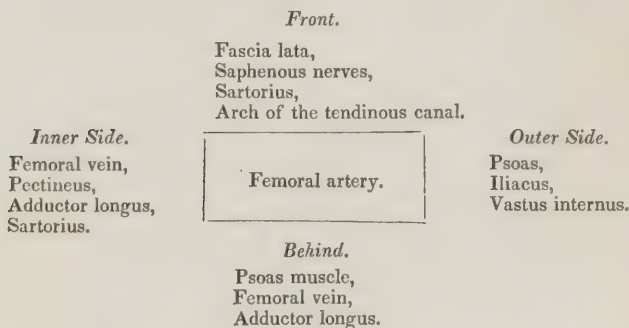 Front.
Fascia lata,
Saphenous nerves,
Sartorius,
Arch of the tendinous canal.
Inner Side.
Femoral vein,
Pectineus,
Adductor longus,
Sartorius.
Femoral artery.
Outer Side.
Psoas,
Iliacus,
Vastus internus.
Behind.
Psoas muscle,
Femoral vein,
Adductor longus.